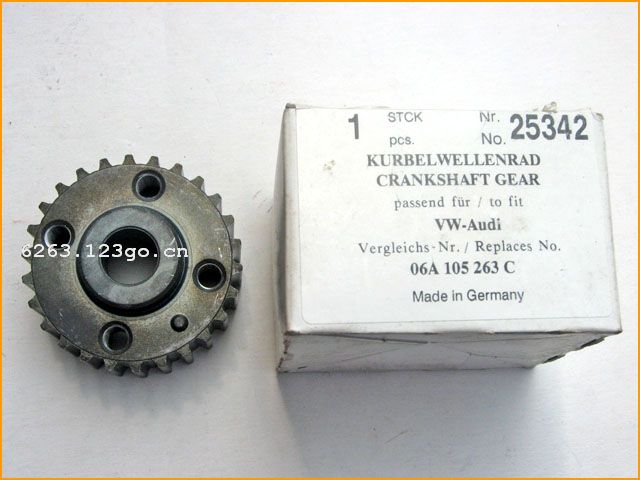 1 STCK Nr. 25342
pcs. No.
KURBELWELLENRAD
CRANKSHAFT GEAR
passend für / to fit
VW-Audi
Vergleichs-Nr. / Replaces No.
06A 105 263 C
Made in Germany
6263.123go.cn